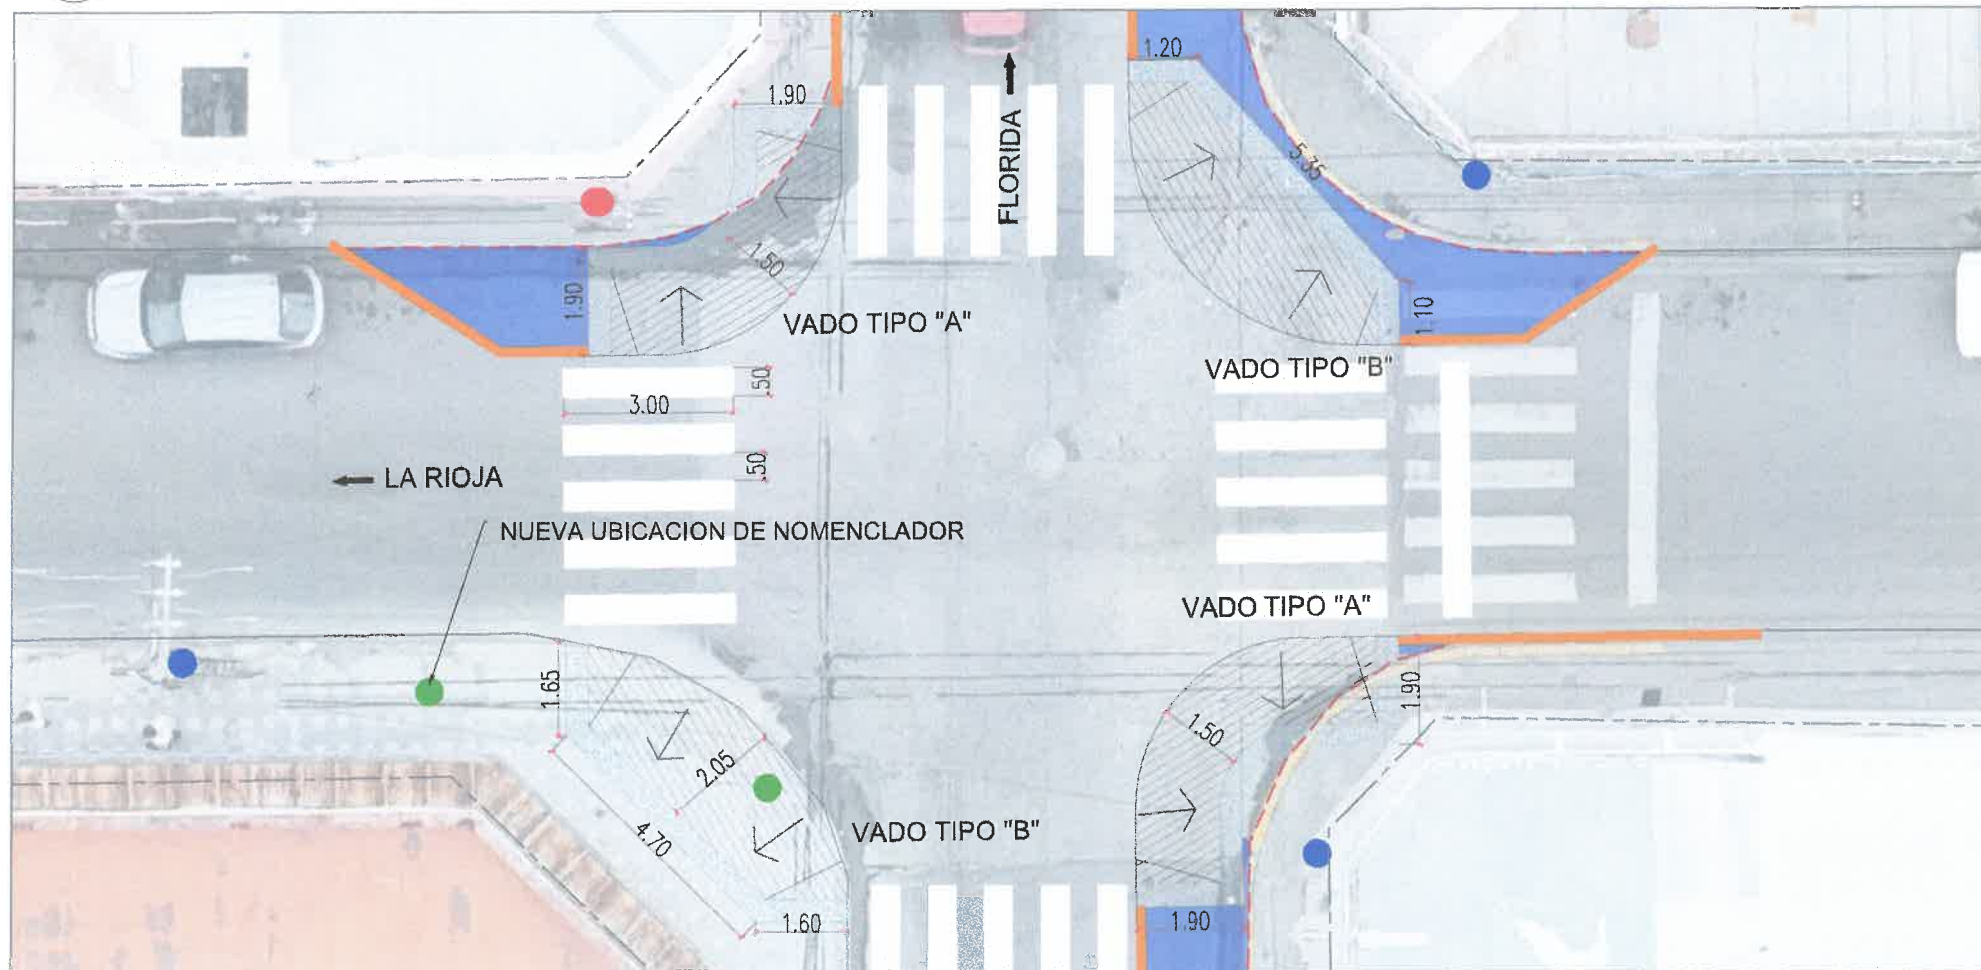 1.20
1.90
FLORIDA
5.35
1.50
1.90
1.10
VADO TIPO "A"
VADO TIPO "B"
.50
3.00
.50
LA RIOJA
NUEVA UBICACION DE NOMENCLADOR
VADO TIPO "A"
1.65
1.90
1.50
2.05
4.70
VADO TIPO "B"
1.60
1.90